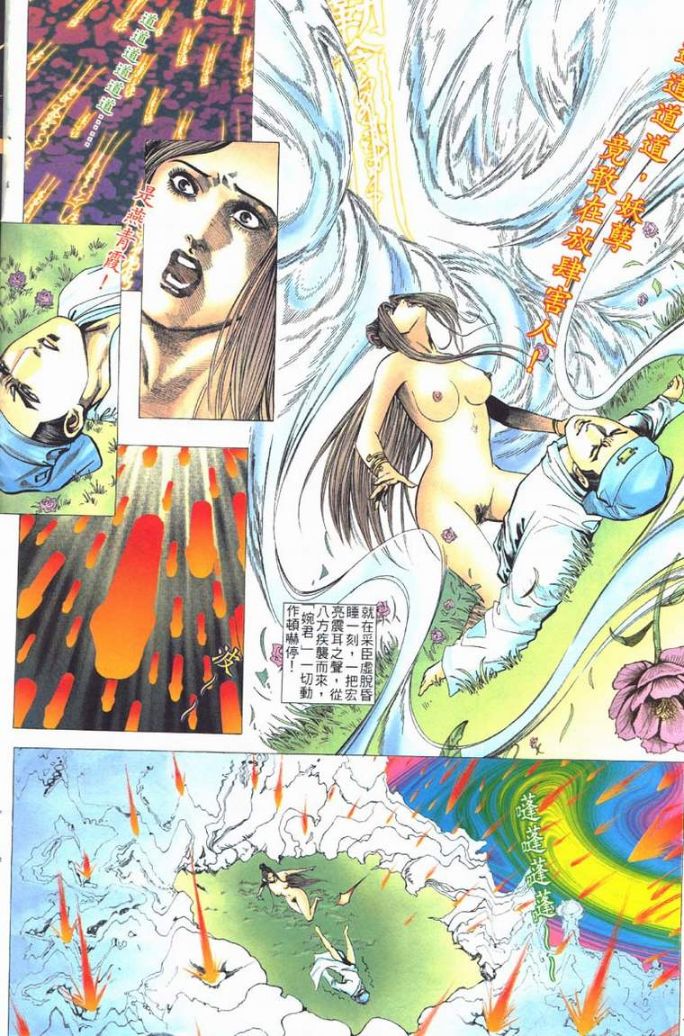 道道道，妖孽
竟敢在放肆害人！
道道道道道道……
是燕青霞！
就在采臣虛脫昏
睡一刻，一把宏
亮震耳之聲，從
八方疾襲而來，
「婉君」一切動
作頓嚇停！
波～
蓬蓬蓬蓬～～